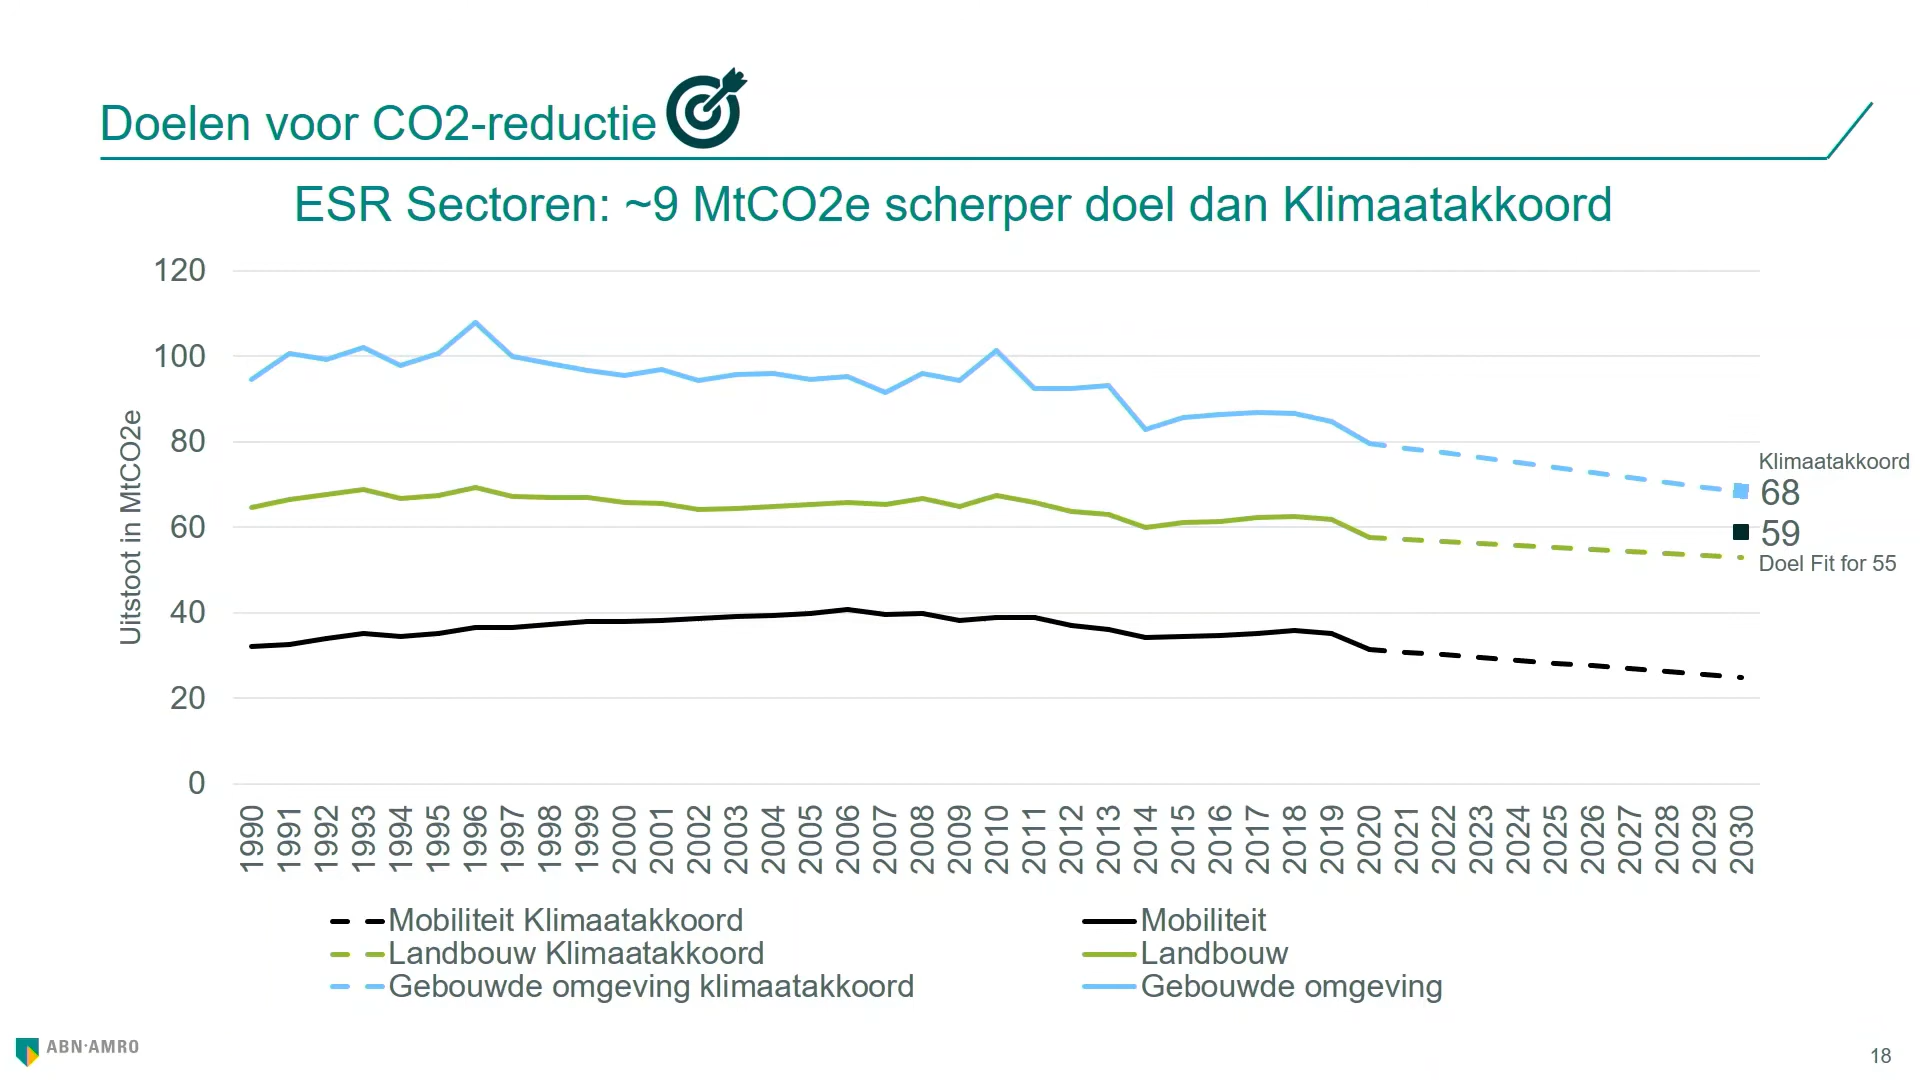 Doelen voor CO2-reductie
ESR Sectoren: ~9 MtCO2e scherper doel dan Klimaatakkoord
Uitstoot in MtCO2e
120
100
80
60
40
20
0
Klimaatakkoord
68
59
Doel Fit for 55
1990 1991 1992 1993 1994 1995 1996 1997 1998 1999 2000 2001 2002 2003 2004 2005 2006 2007 2008 2009 2010 2011 2012 2013 2014 2015 2016 2017 2018 2019 2020 2021 2022 2023 2024 2025 2026 2027 2028 2029 2030
Mobiliteit Klimaatakkoord Mobiliteit
Landbouw Klimaatakkoord Landbouw
Gebouwde omgeving klimaatakkoord Gebouwde omgeving
ABN·AMRO
18